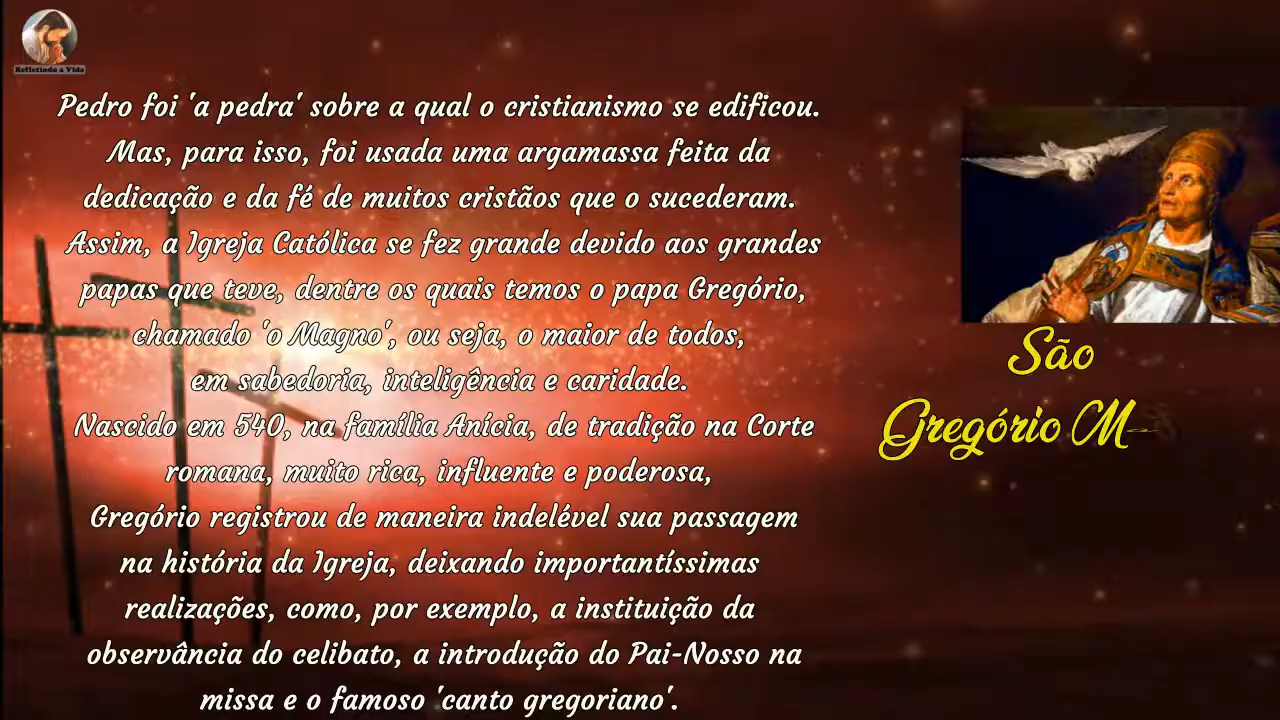 Refletindo a Vida
Pedro foi 'a pedra' sobre a qual o cristianismo se edificou.
Mas, para isso, foi usada uma argamassa feita da
dedicação e da fé de muitos cristãos que o sucederam.
Assim, a Igreja Católica se fez grande devido aos grandes
papas que teve, dentre os quais temos o papa Gregório,
chamado 'o Magno', ou seja, o maior de todos,
em sabedoria, inteligência e caridade.
Nascido em 540, na família Anícia, de tradição na Corte
romana, muito rica, influente e poderosa,
Gregório registrou de maneira indelével sua passagem
na história da Igreja, deixando importantíssimas
realizações, como, por exemplo, a instituição da
observância do celibato, a introdução do Pai-Nosso na
missa e o famoso 'canto gregoriano'.
São
Gregório M